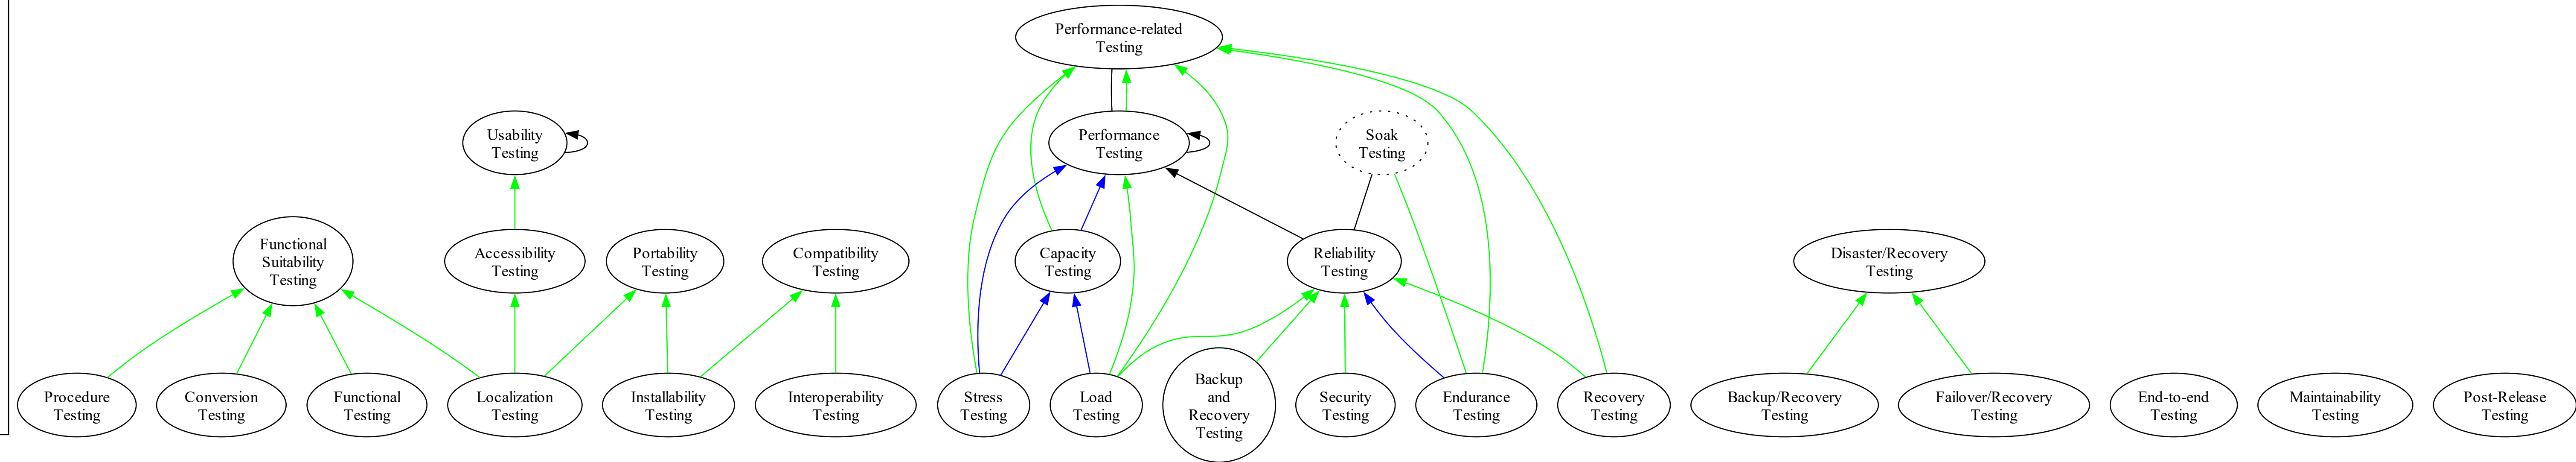 Performance-related
Testing
Usability
Testing
Performance
Testing
Soak
Testing
Functional
Suitability
Testing
Accessibility
Testing
Portability
Testing
Compatibility
Testing
Capacity
Testing
Reliability
Testing
Disaster/Recovery
Testing
Procedure
Testing
Conversion
Testing
Functional
Testing
Localization
Testing
Installability
Testing
Interoperability
Testing
Stress
Testing
Load
Testing
Backup
and
Recovery
Testing
Security
Testing
Endurance
Testing
Recovery
Testing
Backup/Recovery
Testing
Failover/Recovery
Testing
End-to-end
Testing
Maintainability
Testing
Post-Release
Testing